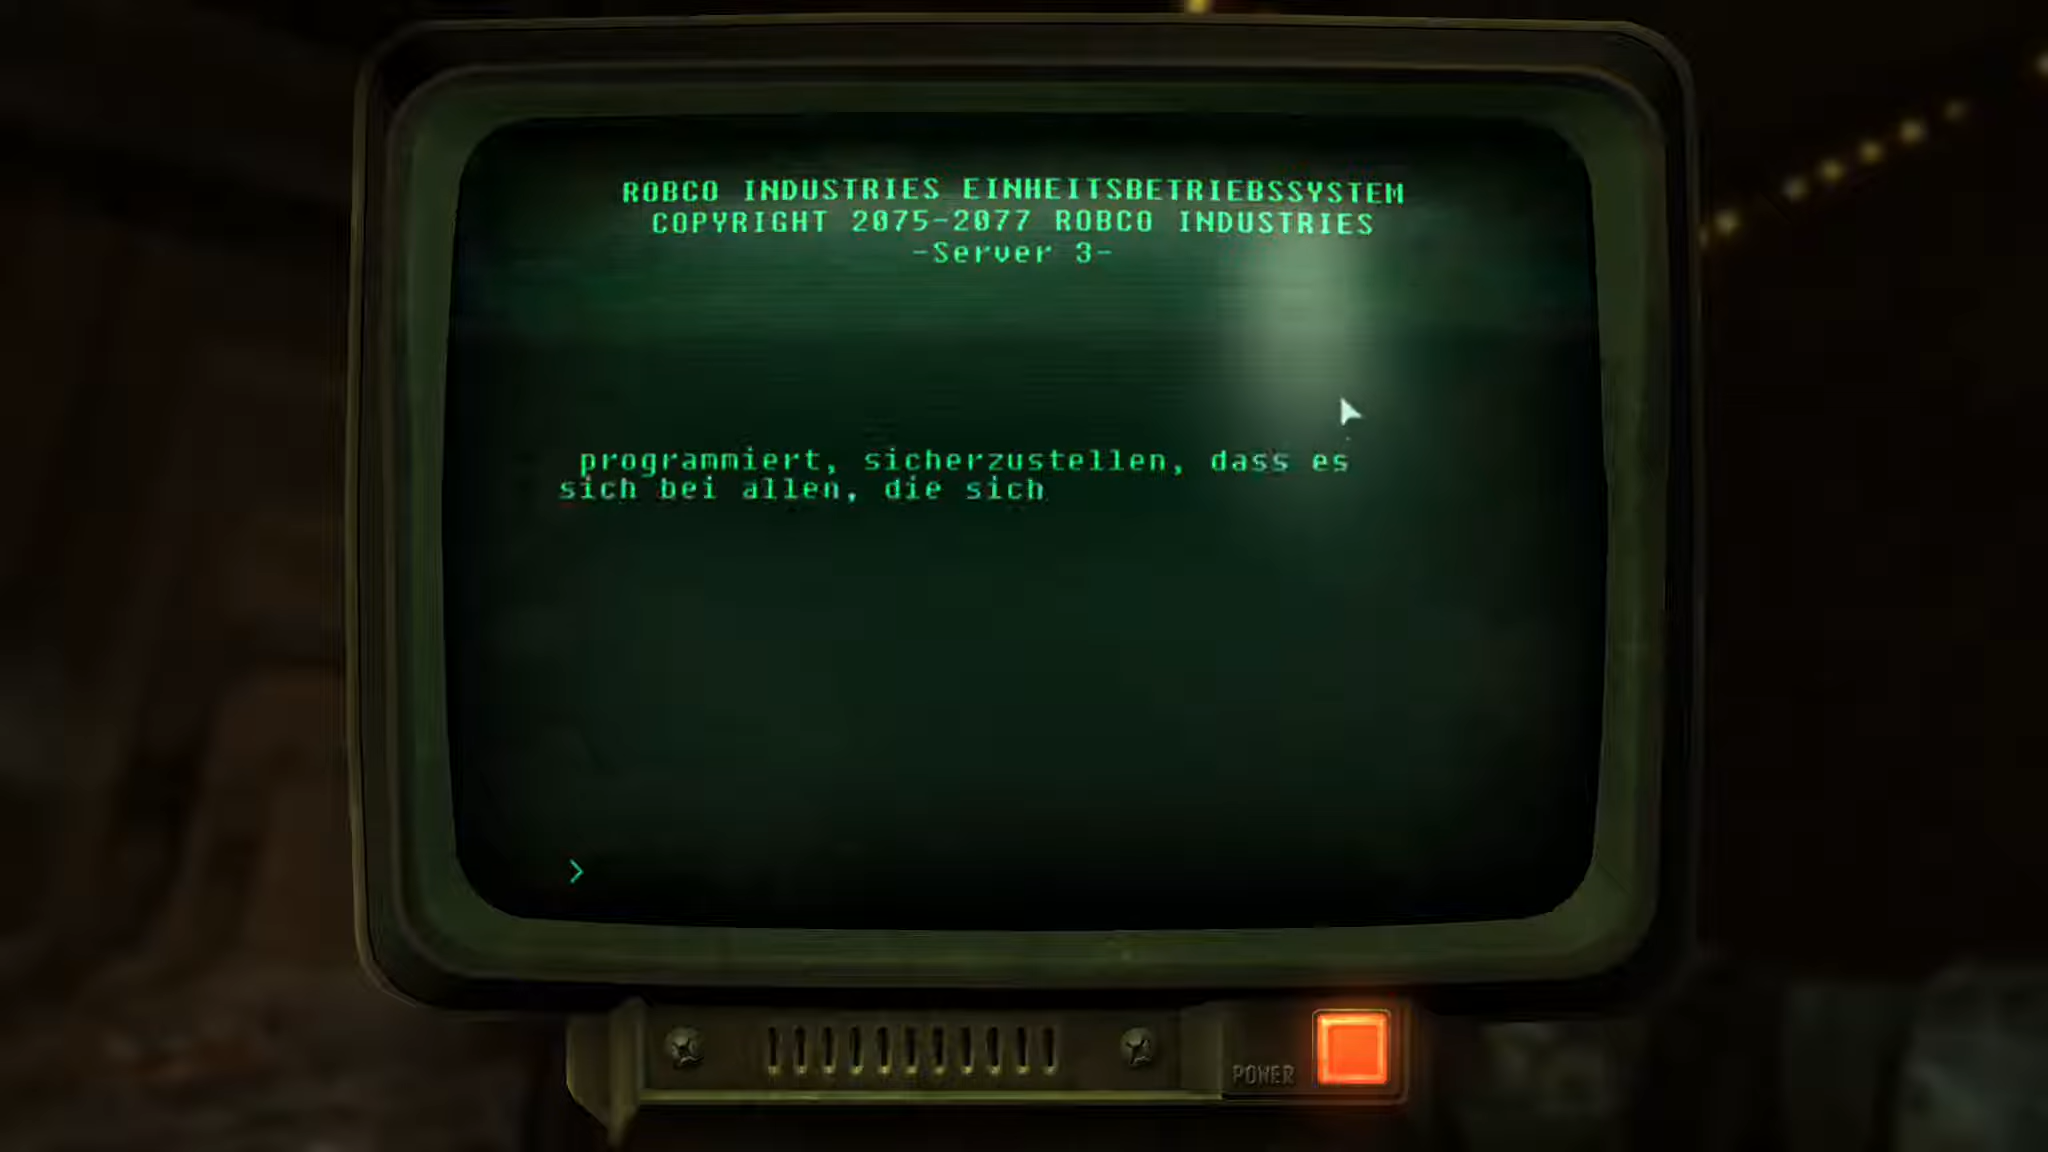 ROBCO INDUSTRIES EINHEITSBETRIEBSSYSTEM
COPYRIGHT 2075-2077 ROBCO INDUSTRIES
-Server 3-
programmiert, sicherzustellen, dass es
sich bei allen, die sich
>
POWER